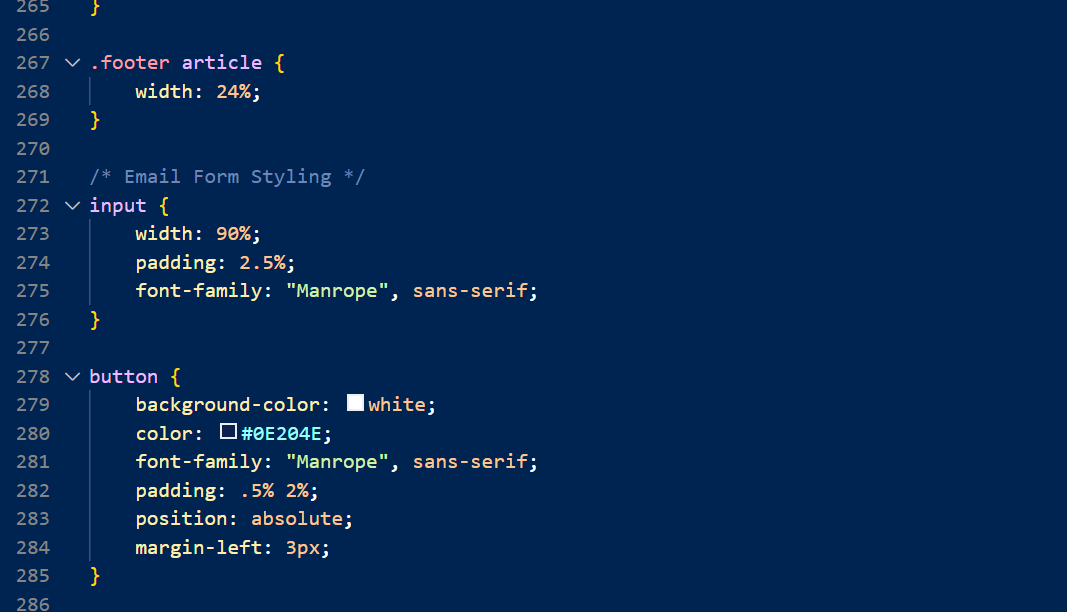 265 }
266
267 .footer article {
268 width: 24%;
269 }
270
271 /* Email Form Styling */
272 input {
273 width: 90%;
274 padding: 2.5%;
275 font-family: "Manrope", sans-serif;
276 }
277
278 button {
279 background-color: white;
280 color: #0E204E;
281 font-family: "Manrope", sans-serif;
282 padding: .5% 2%;
283 position: absolute;
284 margin-left: 3px;
285 }
286